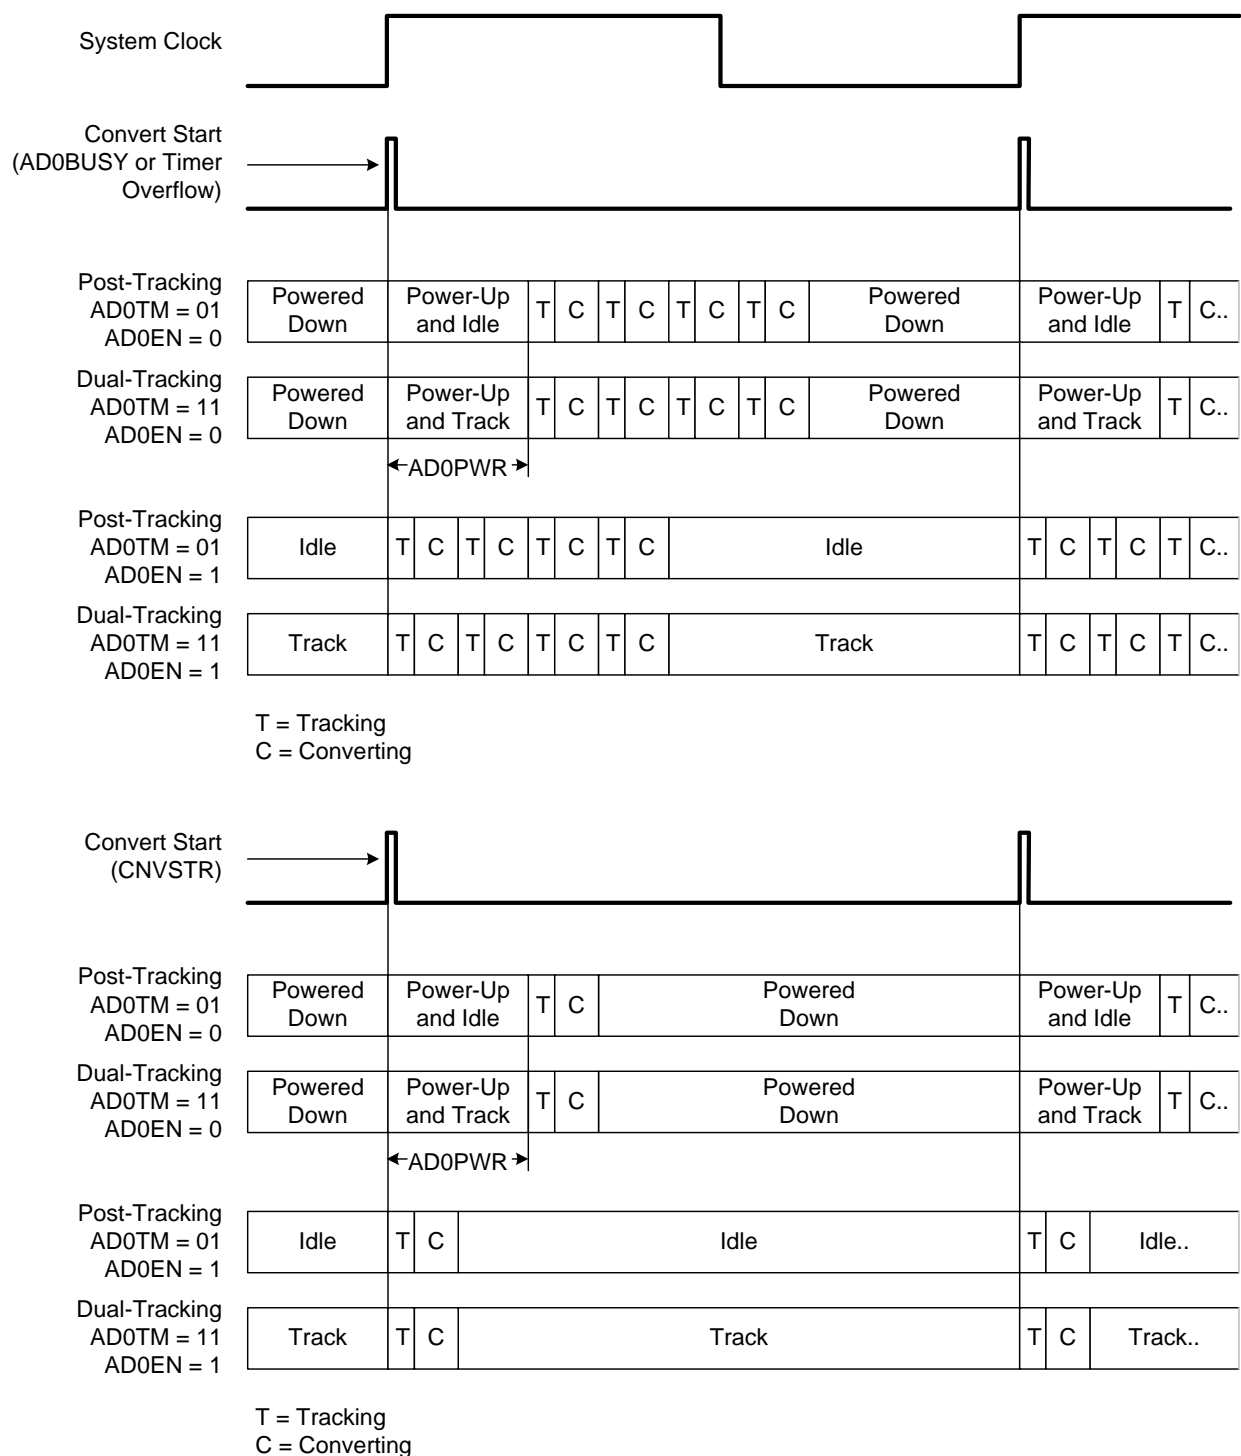 System Clock
Convert Start
(AD0BUSY or Timer
Overflow)
Post-Tracking
AD0TM = 01
AD0EN = 0
Powered
Down
Power-Up
and Idle
T C T C T C T C
Powered
Down
Power-Up
and Idle
T C..
Dual-Tracking
AD0TM = 11
AD0EN = 0
Powered
Down
Power-Up
and Track
T C T C T C T C
Powered
Down
Power-Up
and Track
T C..
AD0PWR
Post-Tracking
AD0TM = 01
AD0EN = 1
Idle T C T C T C T C Idle T C T C T C..
Dual-Tracking
AD0TM = 11
AD0EN = 1
Track T C T C T C T C Track T C T C T C..
T = Tracking
C = Converting
Convert Start
(CNVSTR)
Post-Tracking
AD0TM = 01
AD0EN = 0
Powered
Down
Power-Up
and Idle
T C
Powered
Down
Power-Up
and Idle
T C..
Dual-Tracking
AD0TM = 11
AD0EN = 0
Powered
Down
Power-Up
and Track
T C
Powered
Down
Power-Up
and Track
T C..
AD0PWR
Post-Tracking
AD0TM = 01
AD0EN = 1
Idle T C Idle T C Idle..
Dual-Tracking
AD0TM = 11
AD0EN = 1
Track T C Track T C Track..
T = Tracking
C = Converting